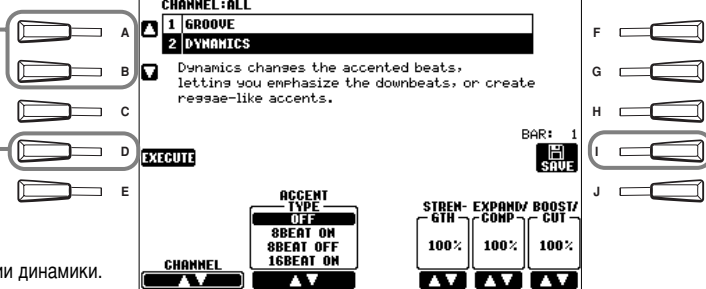 CHANNEL:ALL
A
1 GROOVE
2 DYNAMICS
B
Dynamics changes the accented beats,
letting you emphasize the downbeats, or create
reggae-like accents.
C
D
EXECUTE
E
BAR: 1
SAVE
F
G
H
I
J
CHANNEL
ACCENT
TYPE
OFF
8BEAT ON
8BEAT OFF
16BEAT ON
STREN-
GTH
100%
EXPAND/
COMP
100%
BOOST/
CUT
100%
ии динамики.